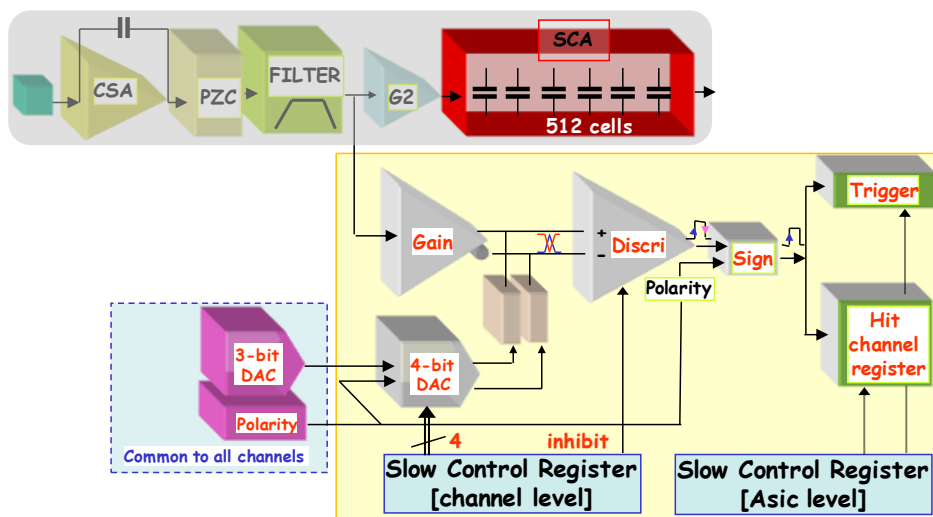 SCA
CSA
PZC
FILTER
G2
512 cells
Trigger
Gain
+
-
Discri
Sign
Polarity
Hit
channel
register
3-bit
DAC
4-bit
DAC
Polarity
Common to all channels
4
inhibit
Slow Control Register
[channel level]
Slow Control Register
[Asic level]